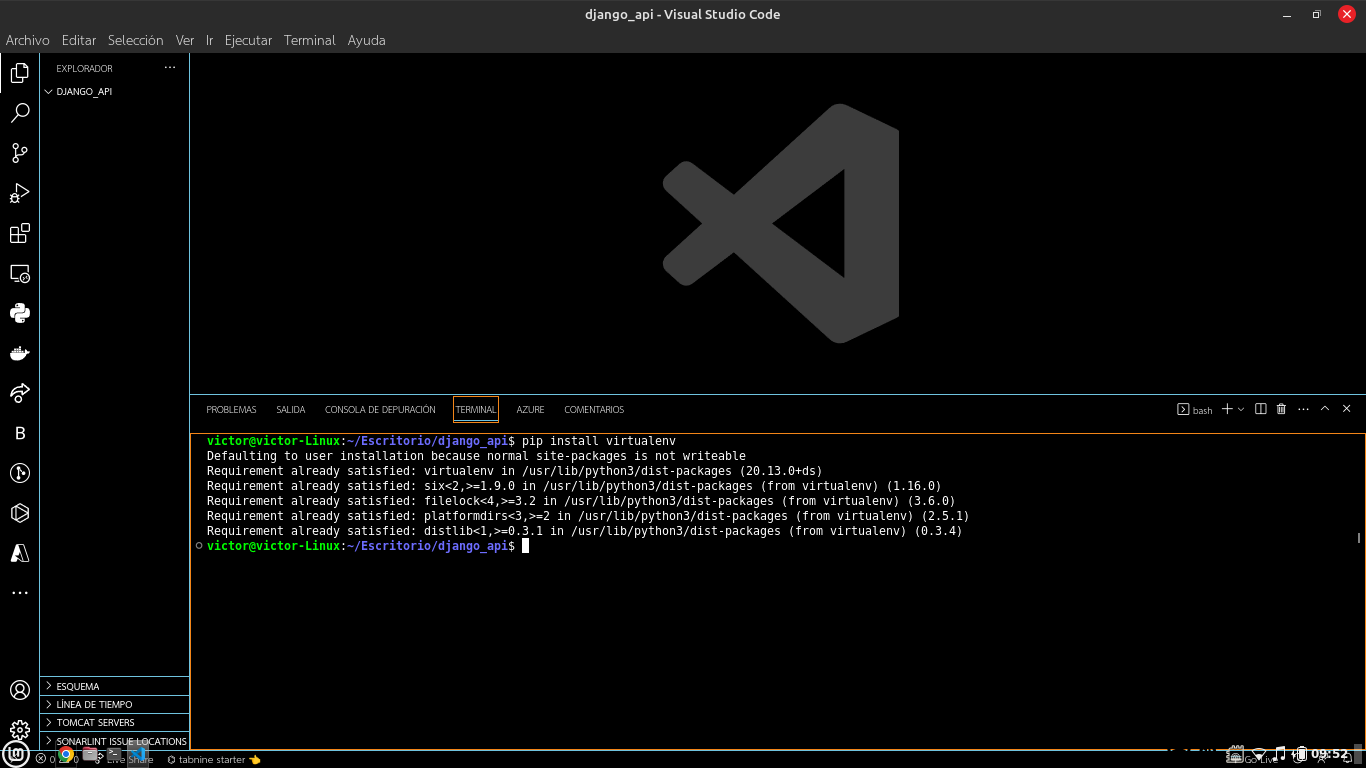 django_api - Visual Studio Code
Archivo Editar Selección Ver Ir Ejecutar Terminal Ayuda
EXPLORADOR
DJANGO_API
PROBLEMAS SALIDA CONSOLA DE DEPURACIÓN TERMINAL AZURE COMENTARIOS
bash
victor@victor-Linux:~/Escritorio/django_api$ pip install virtualenv
Defaulting to user installation because normal site-packages is not writeable
Requirement already satisfied: virtualenv in /usr/lib/python3/dist-packages (20.13.0+ds)
Requirement already satisfied: six<2,>=1.9.0 in /usr/lib/python3/dist-packages (from virtualenv) (1.16.0)
Requirement already satisfied: filelock<4,>=3.2 in /usr/lib/python3/dist-packages (from virtualenv) (3.6.0)
Requirement already satisfied: platformdirs<3,>=2 in /usr/lib/python3/dist-packages (from virtualenv) (2.5.1)
Requirement already satisfied: distlib<1,>=0.3.1 in /usr/lib/python3/dist-packages (from virtualenv) (0.3.4)
victor@victor-Linux:~/Escritorio/django_api$
B
ESQUEMA
LÍNEA DE TIEMPO
TOMCAT SERVERS
SONARLINT ISSUE LOCATIONS
0 0 Live Share tabnine starter Go Live 09:52